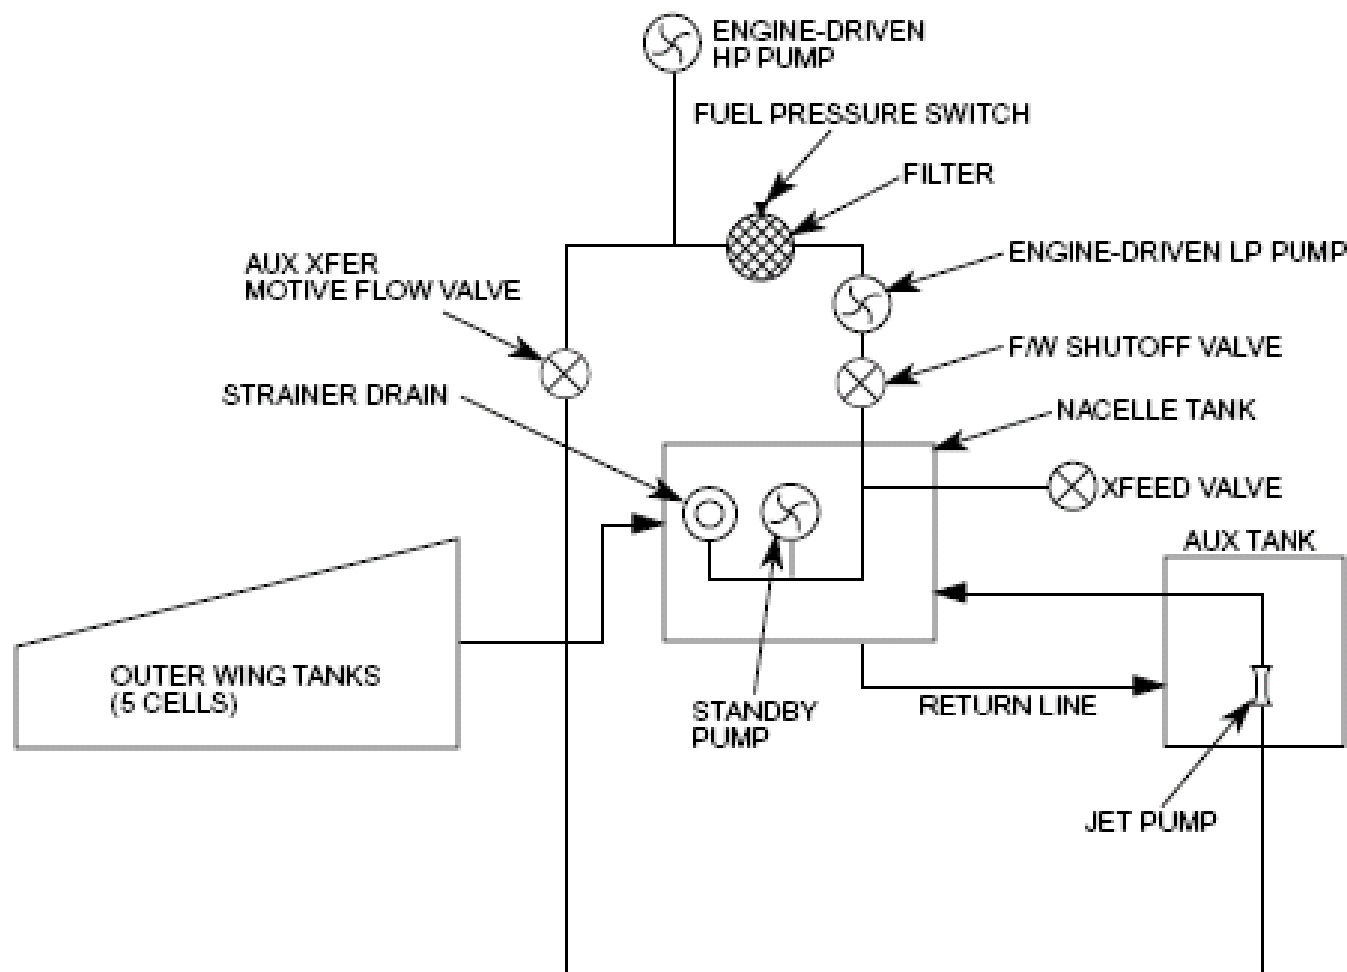 ENGINE-DRIVEN
HP PUMP
FUEL PRESSURE SWITCH
FILTER
ENGINE-DRIVEN LP PUMP
AUX XFER
MOTIVE FLOW VALVE
F/W SHUTOFF VALVE
STRAINER DRAIN
NACELLE TANK
XFEED VALVE
AUX TANK
OUTER WING TANKS
(5 CELLS)
RETURN LINE
STANDBY
PUMP
JET PUMP